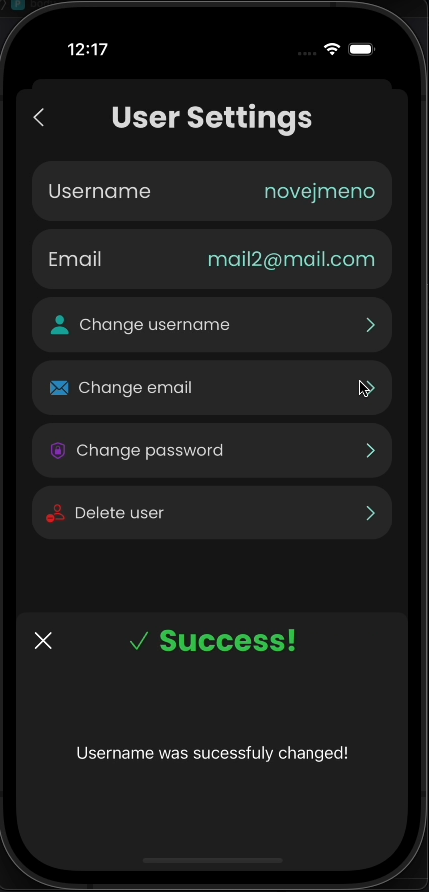 12:17
User Settings
Username novejmeno
Email mail2@mail.com
Change username
Change email
Change password
Delete user
Success!
Username was sucessfuly changed!